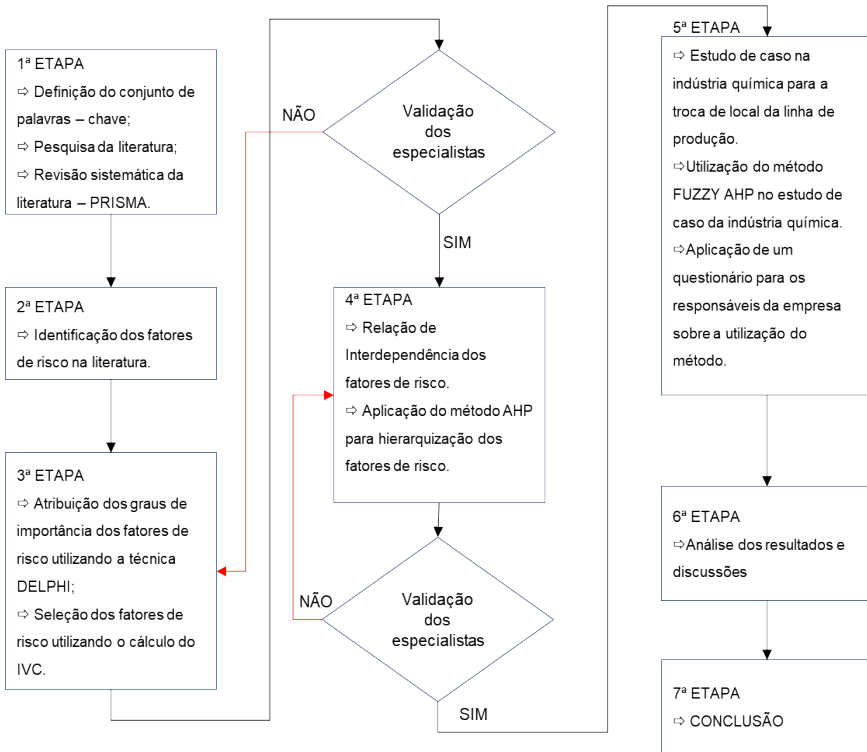 1ª ETAPA
⇨ Definição do conjunto de
palavras – chave;
⇨ Pesquisa da literatura;
⇨ Revisão sistemática da
literatura – PRISMA.
2ª ETAPA
⇨ Identificação dos fatores
de risco na literatura.
3ª ETAPA
⇨ Atribuição dos graus de
importância dos fatores de
risco utilizando a técnica
DELPHI;
⇨ Seleção dos fatores de
risco utilizando o cálculo do
IVC.
Validação
dos
especialistas
NÃO
SIM
4ª ETAPA
⇨ Relação de
Interdependência dos
fatores de risco.
⇨ Aplicação do método AHP
para hierarquização dos
fatores de risco.
Validação
dos
especialistas
NÃO
SIM
5ª ETAPA
⇨ Estudo de caso na
indústria química para a
troca de local da linha de
produção.
⇨Utilização do método
FUZZY AHP no estudo de
caso da indústria química.
⇨Aplicação de um
questionário para os
responsáveis da empresa
sobre a utilização do
método.
6ª ETAPA
⇨Análise dos resultados e
discussões
7ª ETAPA
⇨ CONCLUSÃO